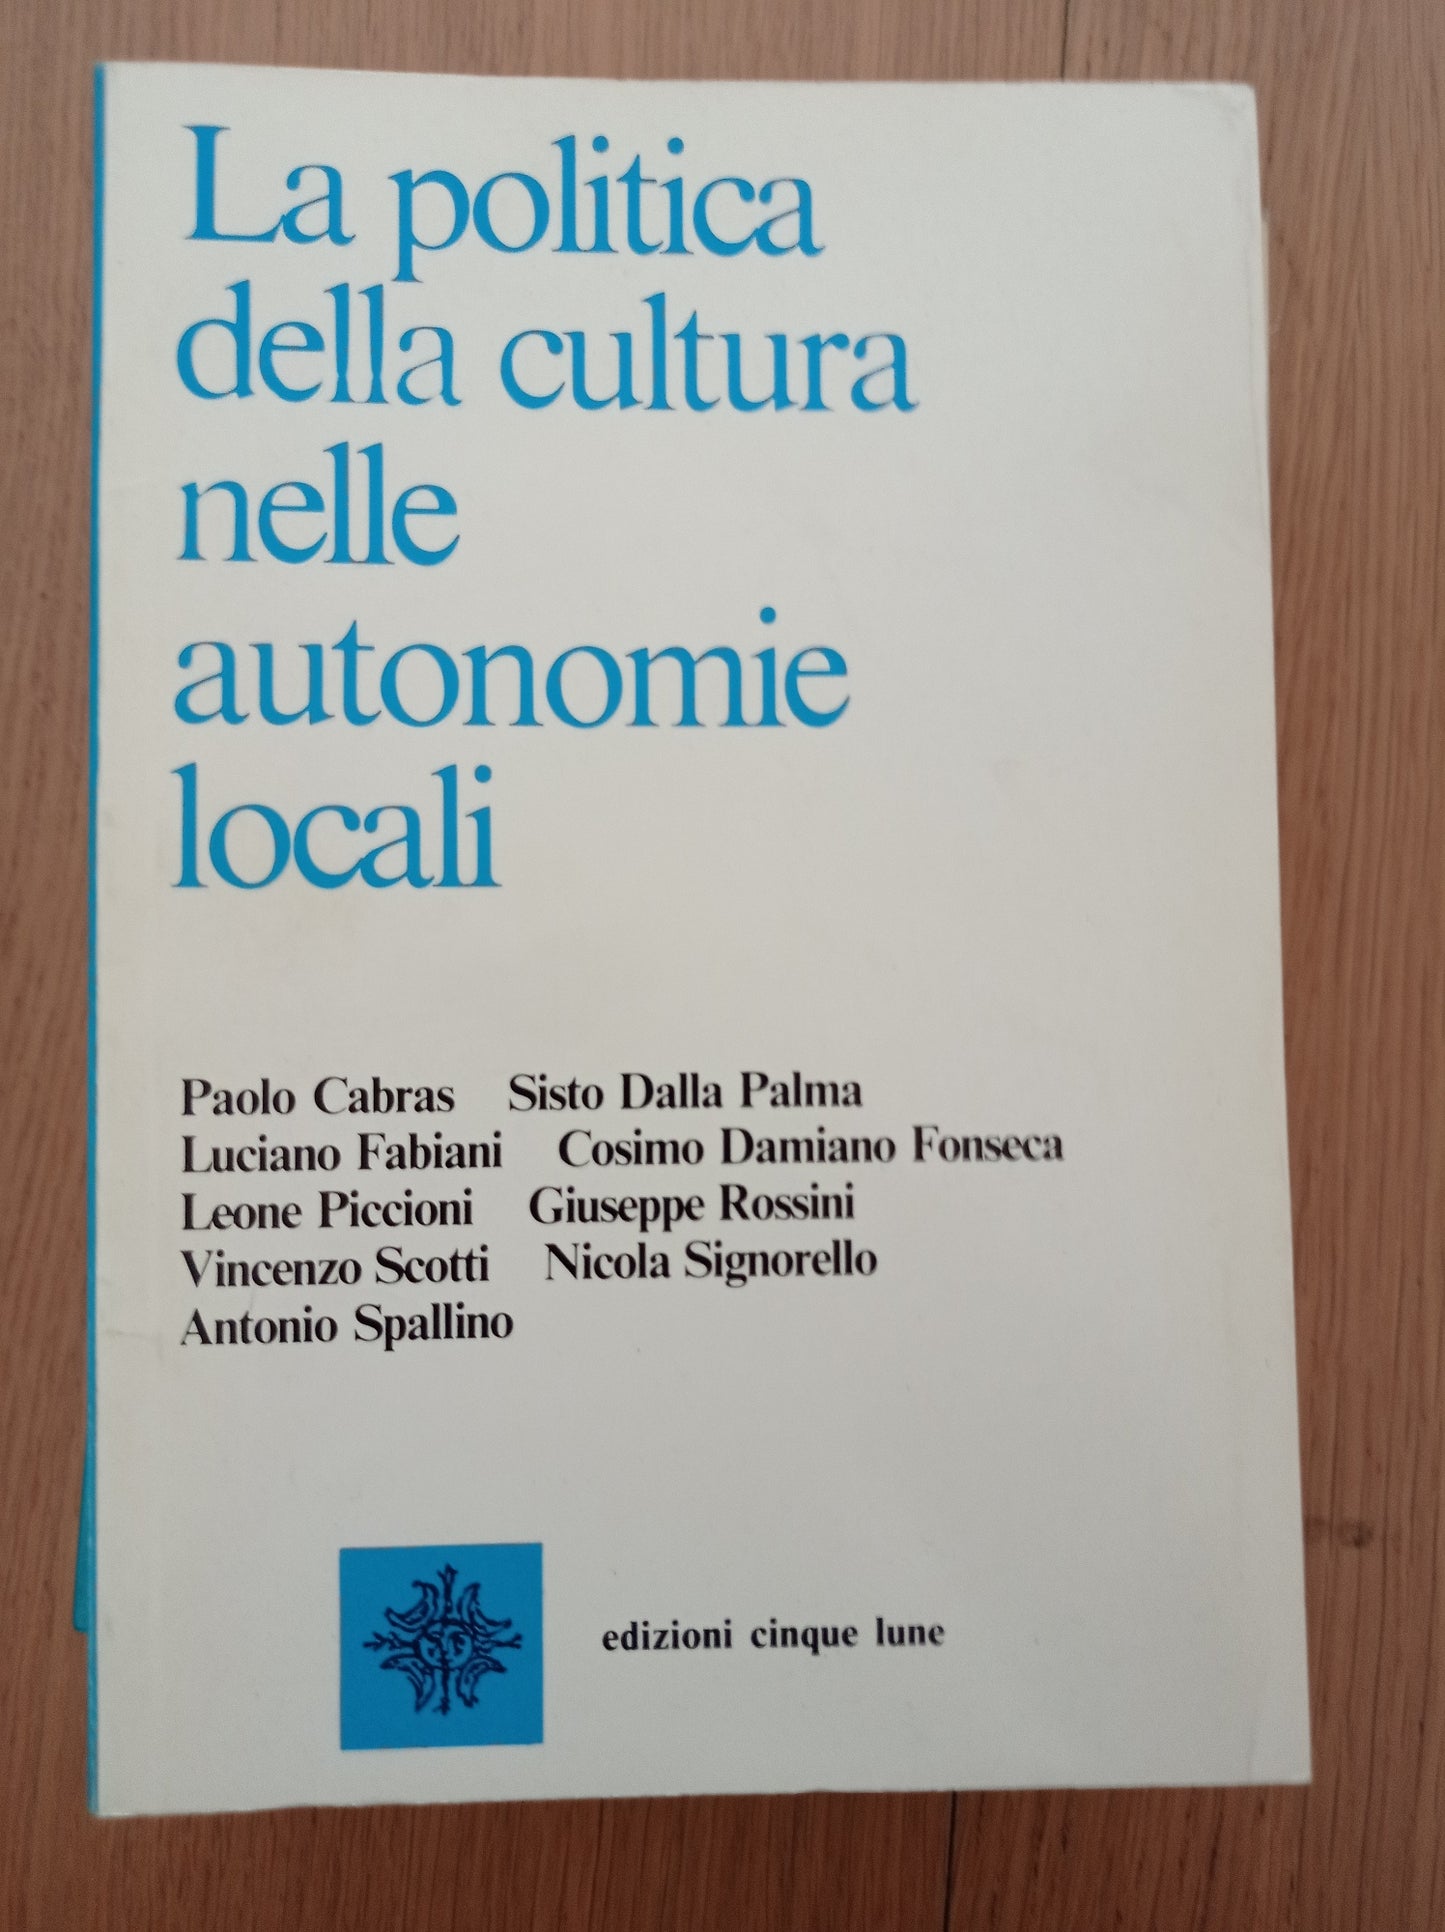 La politica
della cultura
nelle
autonomie
locali
Paolo Cabras Sisto Dalla Palma
Luciano Fabiani Cosimo Damiano Fonseca
Leone Piccioni Giuseppe Rossini
Vincenzo Scotti Nicola Signorello
Antonio Spallino
edizioni cinque lune